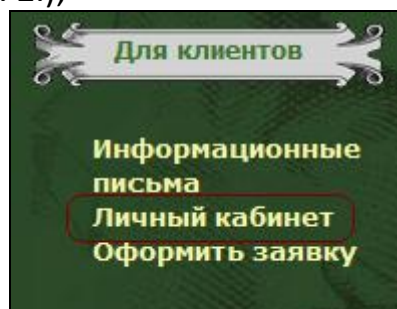 Для клиентов
Информационные
письма
Личный кабинет
Оформить заявку